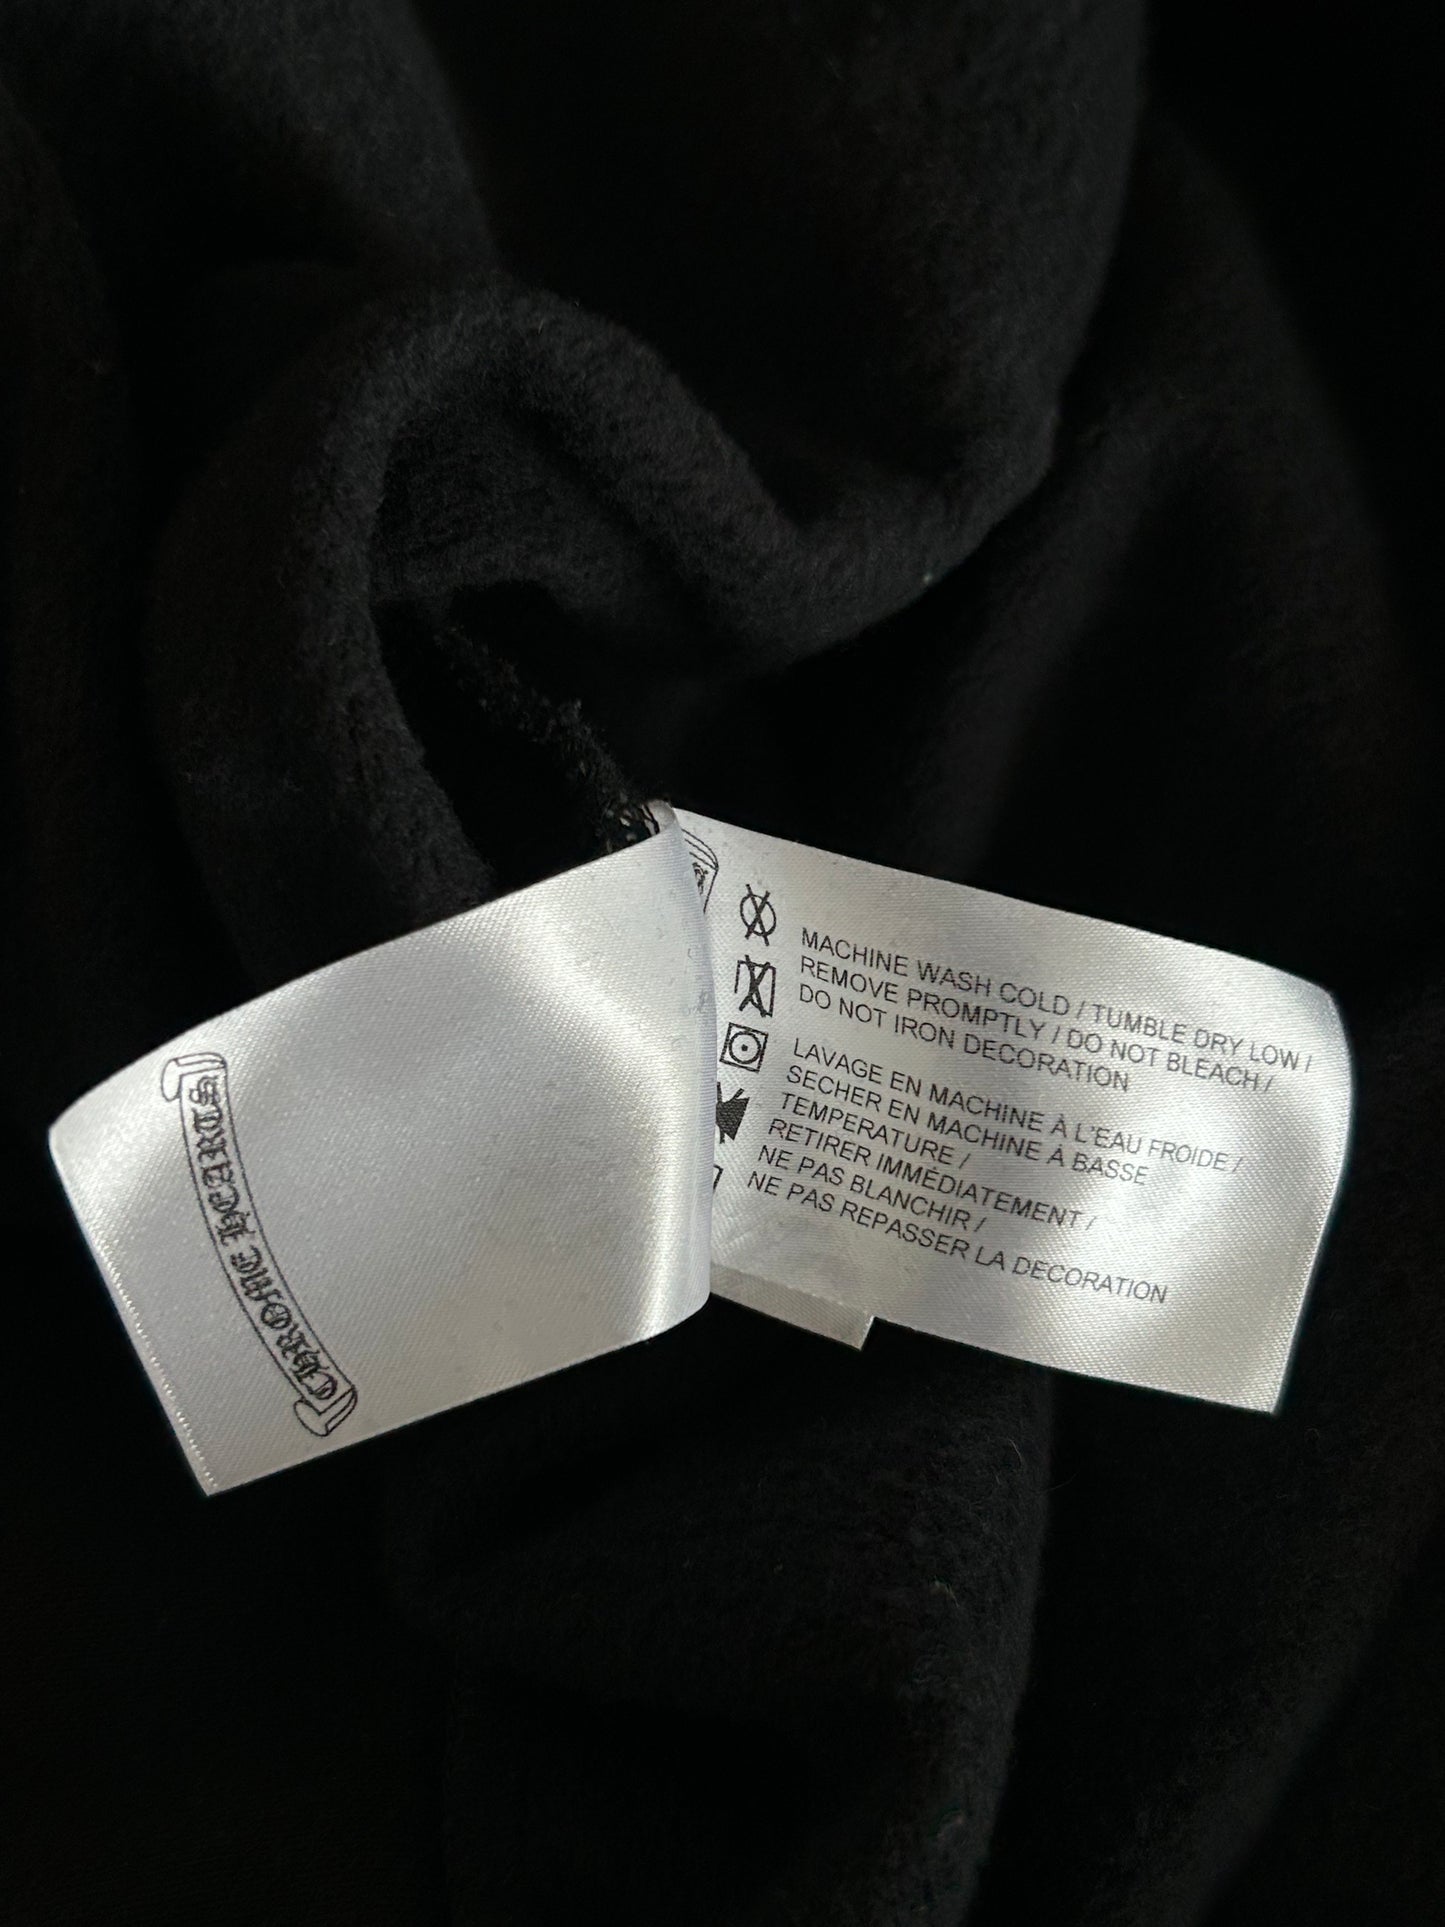 CHROME HEARTS
MACHINE WASH COLD / TUMBLE DRY LOW /
REMOVE PROMPTLY / DO NOT BLEACH /
DO NOT IRON DECORATION
LAVAGE EN MACHINE À L'EAU FROIDE /
SECHER EN MACHINE À BASSE
TEMPERATURE /
RETIRER IMMÉDIATEMENT /
NE PAS BLANCHIR /
NE PAS REPASSER LA DECORATION